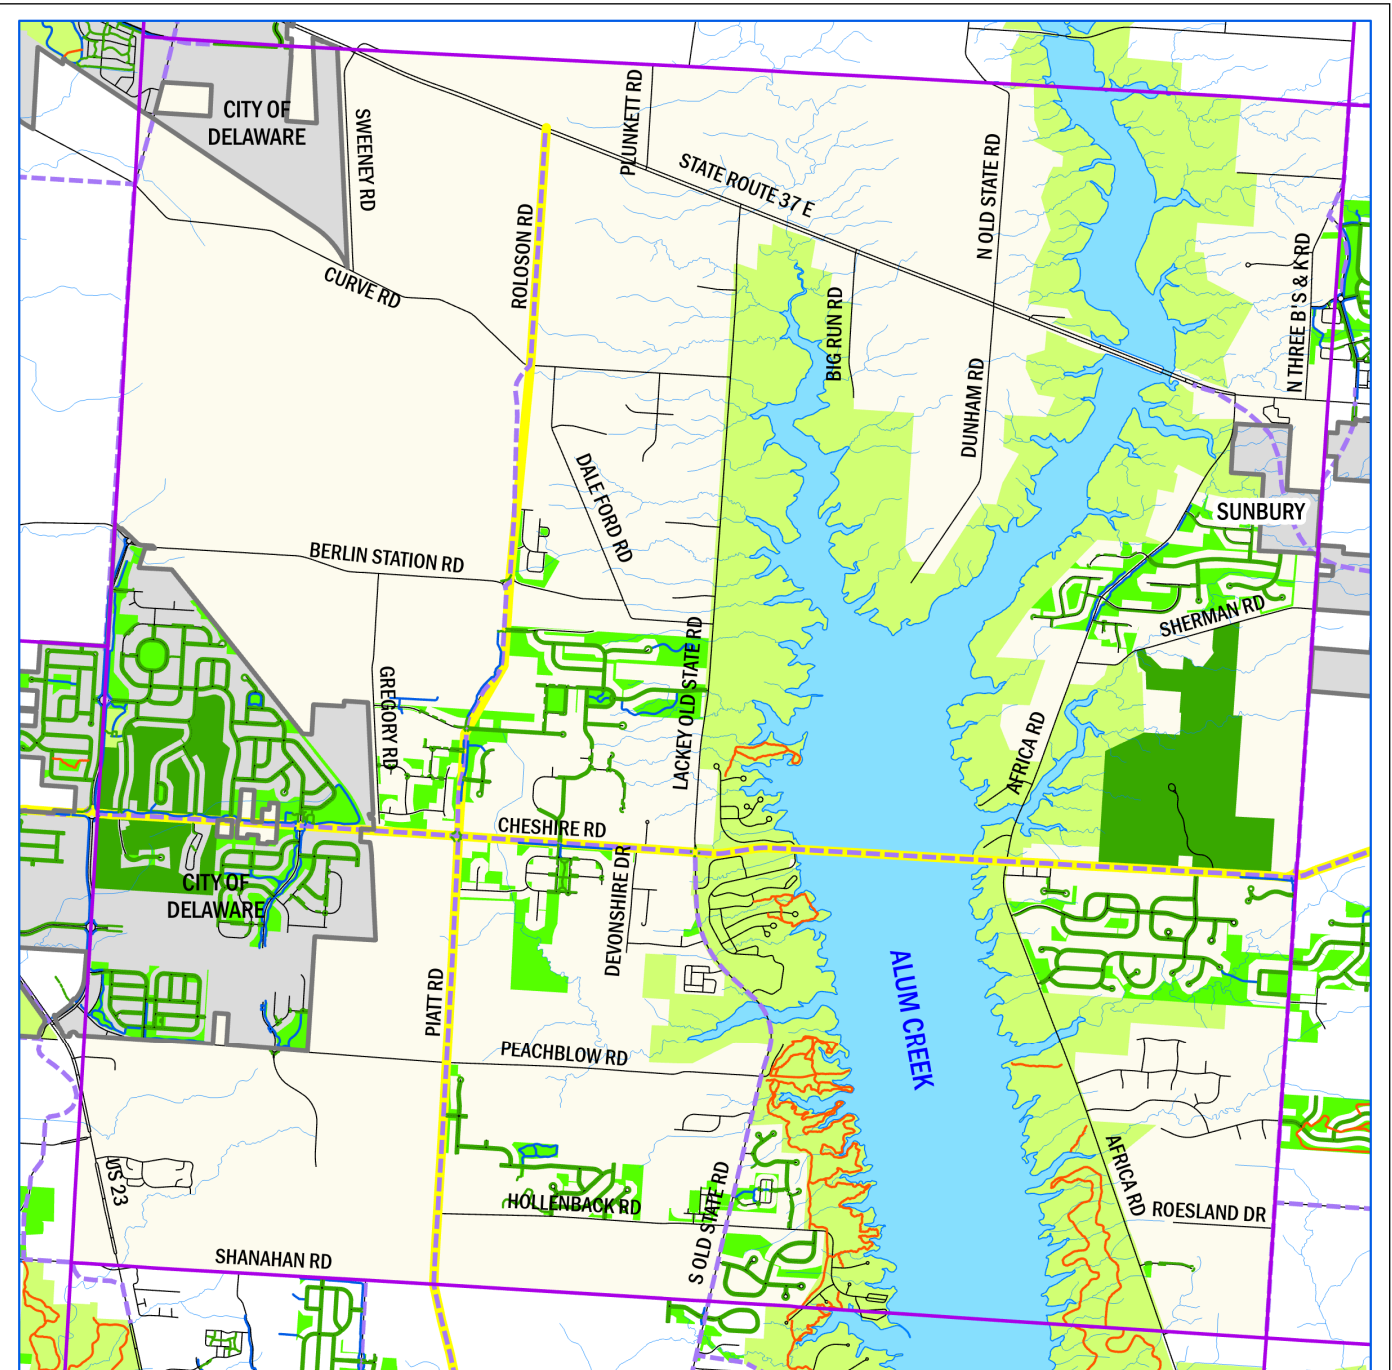 CITY OF
DELAWARE
SWEENEY RD
PLUNKETT RD
STATE ROUTE 37 E
N OLD STATE RD
ROLOSON RD
CURVE RD
BIG RUN RD
N THREE B'S & K RD
DUNHAM RD
DALE FORD RD
SUNBURY
BERLIN STATION RD
SHERMAN RD
GREGORY RD
LACKEY OLD STATE RD
AFRICA RD
CHESHIRE RD
CITY OF
DELAWARE
DEVONSHIRE DR
ALUM CREEK
PIATT RD
PEACHBLOW RD
US 23
HOLLENBACK RD
S OLD STATE RD
AFRICA RD
ROESLAND DR
SHANAHAN RD